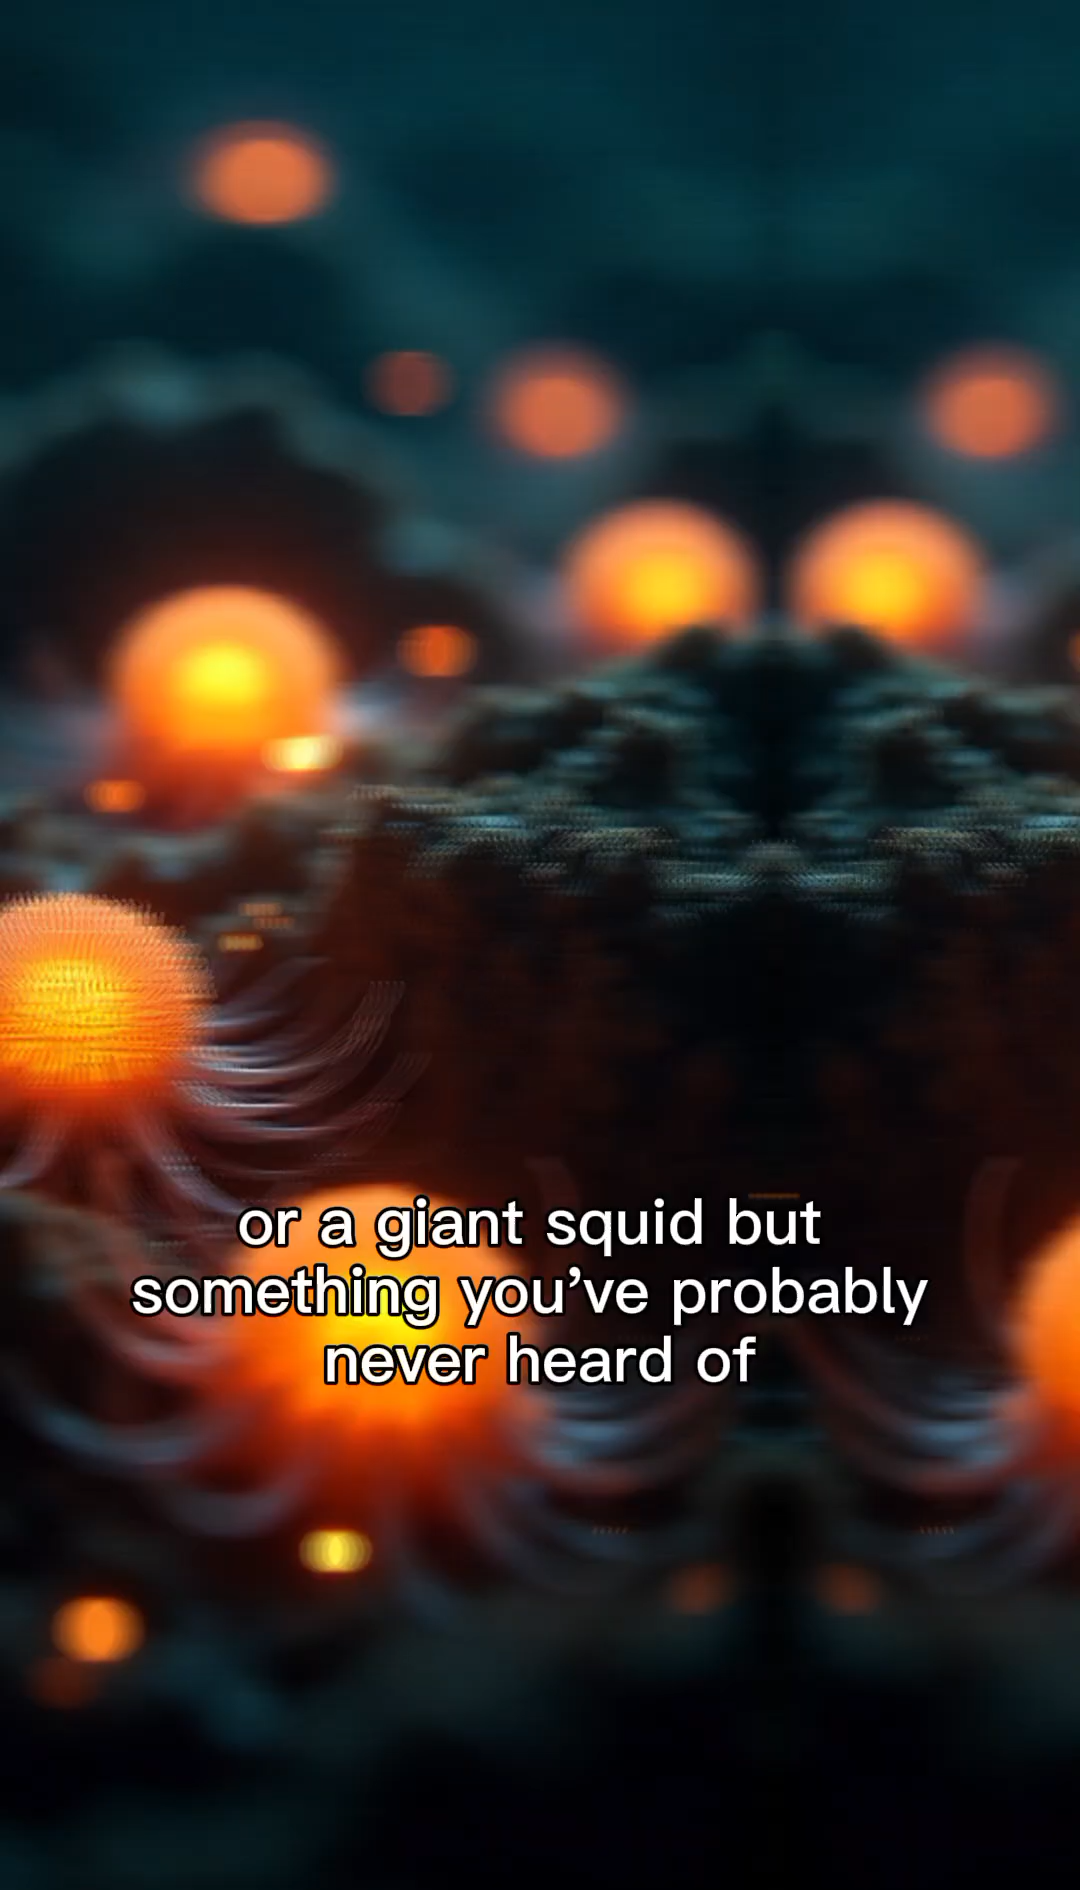 or a giant squid but
something you’ve probably
never heard of